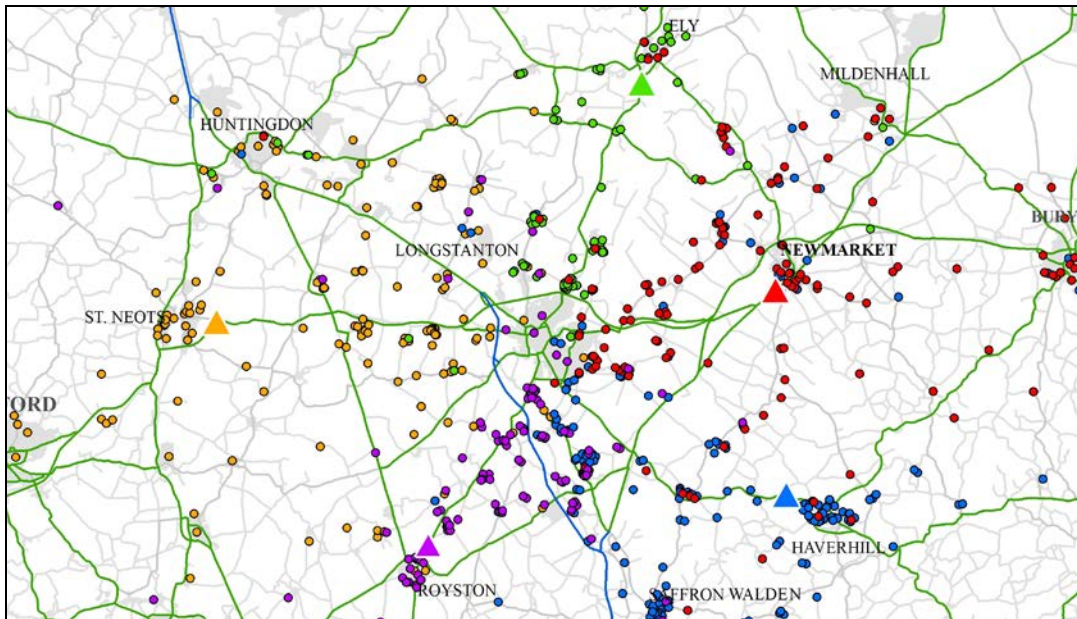 ELY
MILDENHALL
HUNTINGDON
BURY
LONGSTANTON
NEWMARKET
ST. NEOTS
FORD
HAVERHILL
ROYSTON
SAFFRON WALDEN